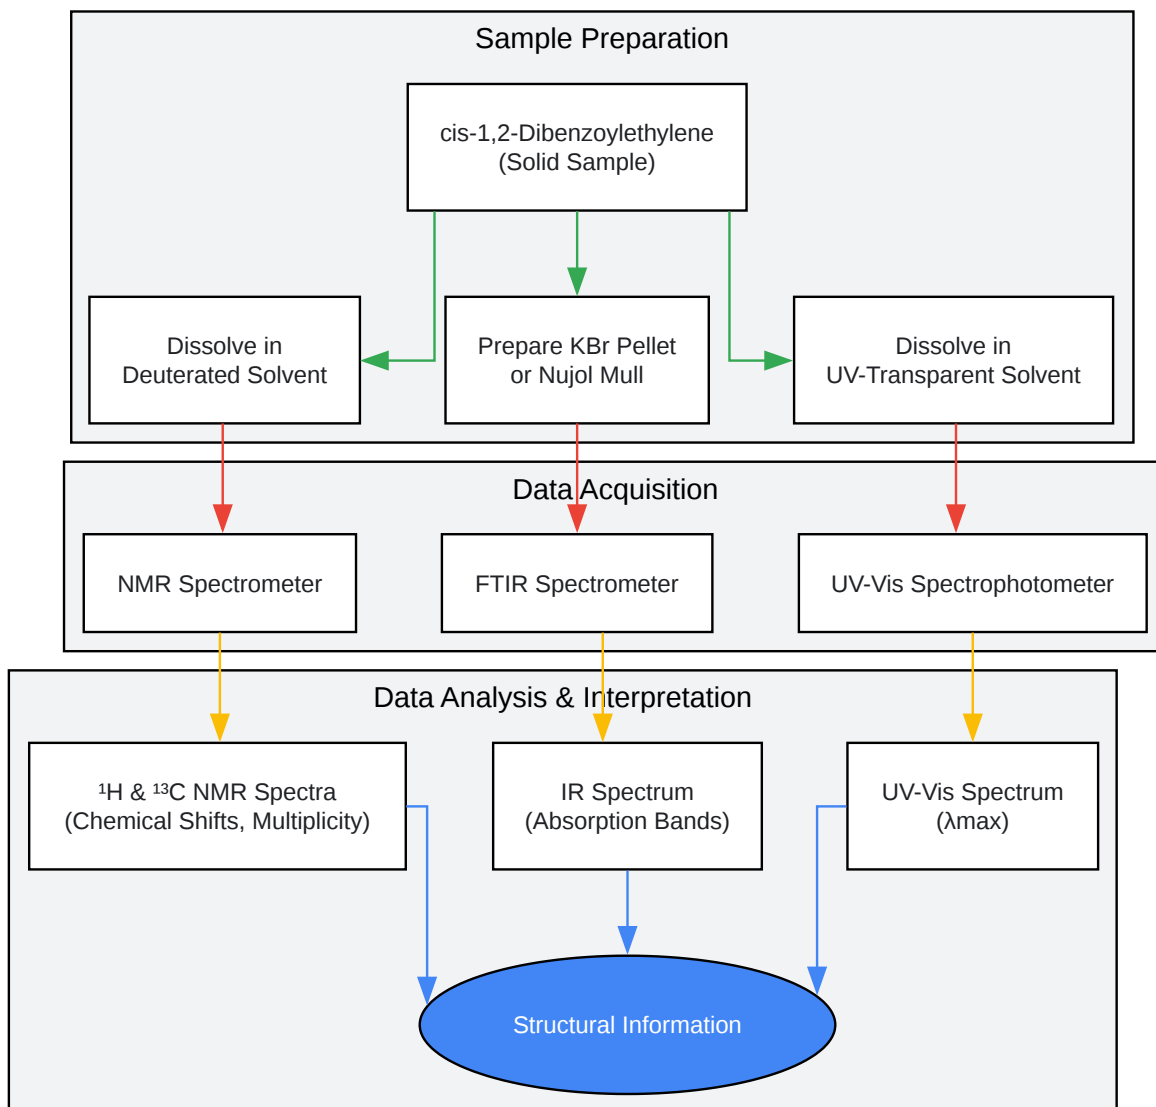 Sample Preparation
cis-1,2-Dibenzoylethylene
(Solid Sample)
Dissolve in
Deuterated Solvent
Prepare KBr Pellet
or Nujol Mull
Dissolve in
UV-Transparent Solvent
Data Acquisition
NMR Spectrometer
FTIR Spectrometer
UV-Vis Spectrophotometer
Data Analysis & Interpretation
¹H & ¹³C NMR Spectra
(Chemical Shifts, Multiplicity)
IR Spectrum
(Absorption Bands)
UV-Vis Spectrum
(λmax)
Structural Information